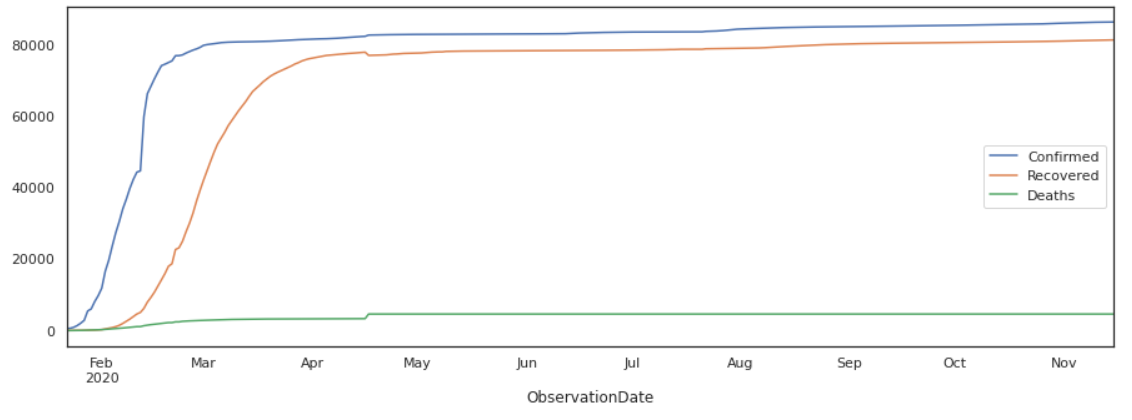 80000
60000
40000
20000
0
Confirmed
Recovered
Deaths
Feb Mar Apr May Jun Jul Aug Sep Oct Nov
2020
ObservationDate